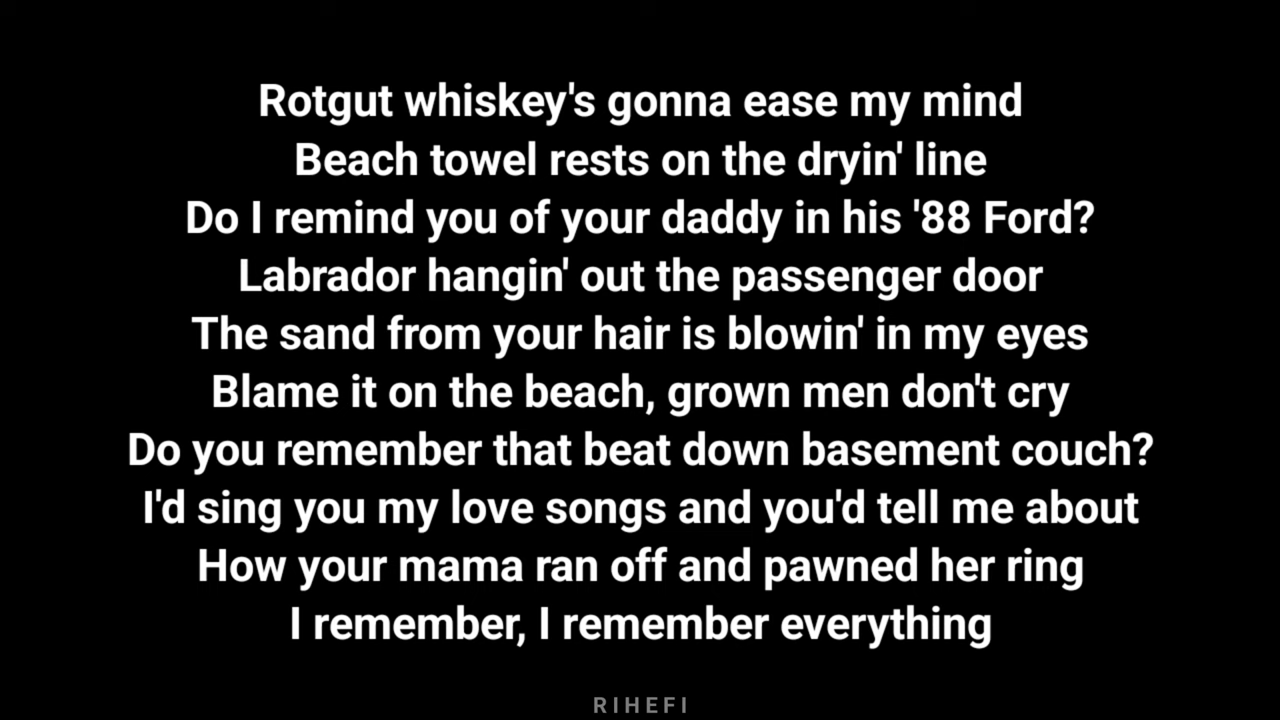 Rotgut whiskey's gonna ease my mind
Beach towel rests on the dryin' line
Do I remind you of your daddy in his '88 Ford?
Labrador hangin' out the passenger door
The sand from your hair is blowin' in my eyes
Blame it on the beach, grown men don't cry
Do you remember that beat down basement couch?
I'd sing you my love songs and you'd tell me about
How your mama ran off and pawned her ring
I remember, I remember everything
RIHEFI